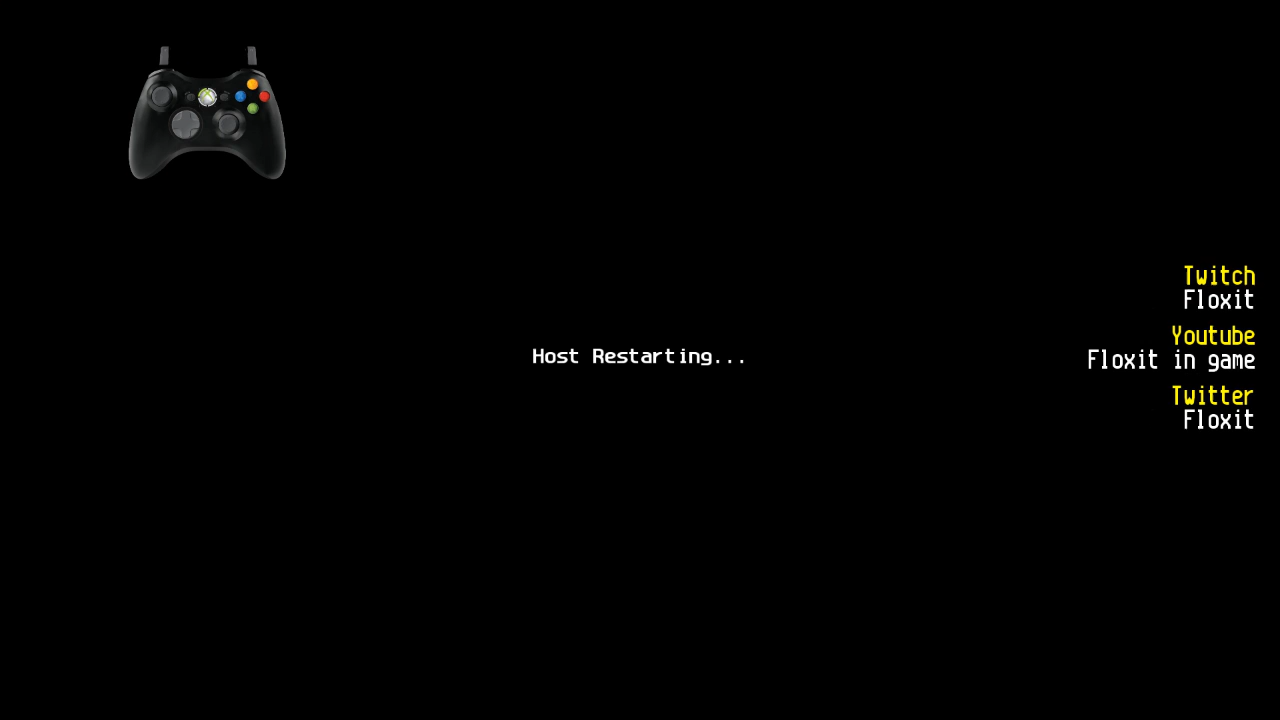 Host Restarting...
Twitch
Floxit
Youtube
Floxit in game
Twitter
Floxit